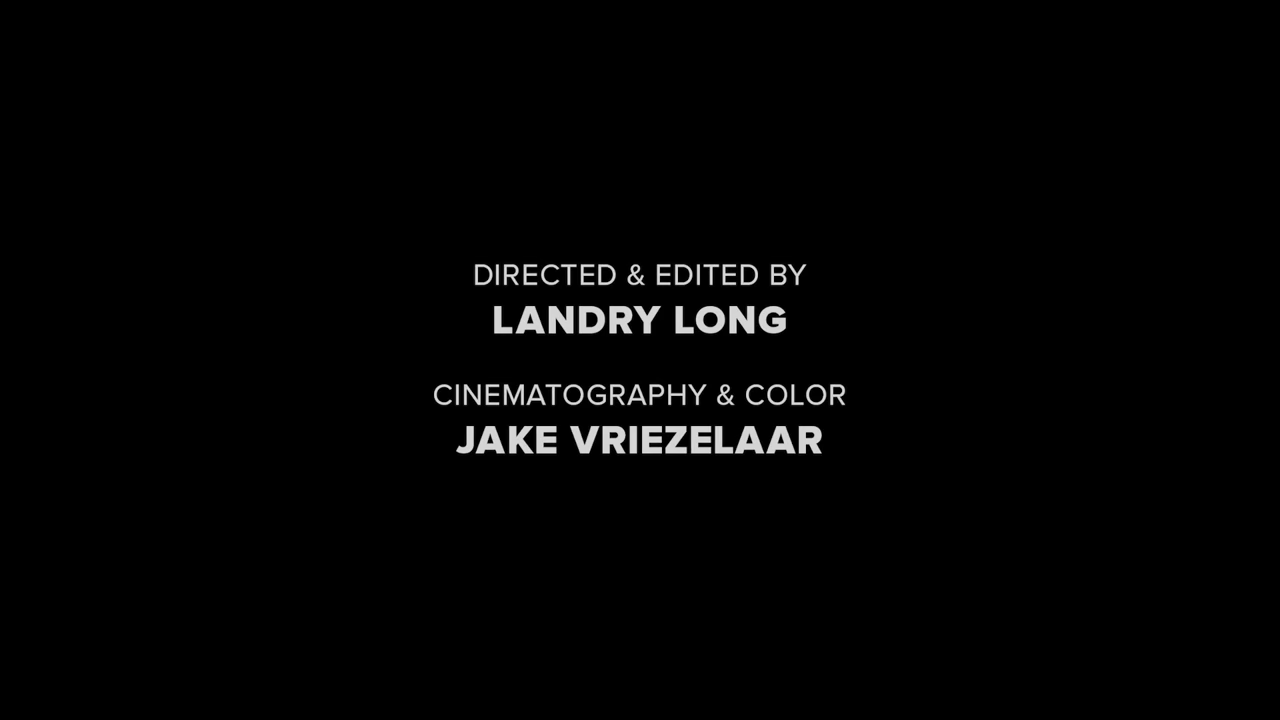 DIRECTED & EDITED BY
LANDRY LONG
CINEMATOGRAPHY & COLOR
JAKE VRIEZELAAR